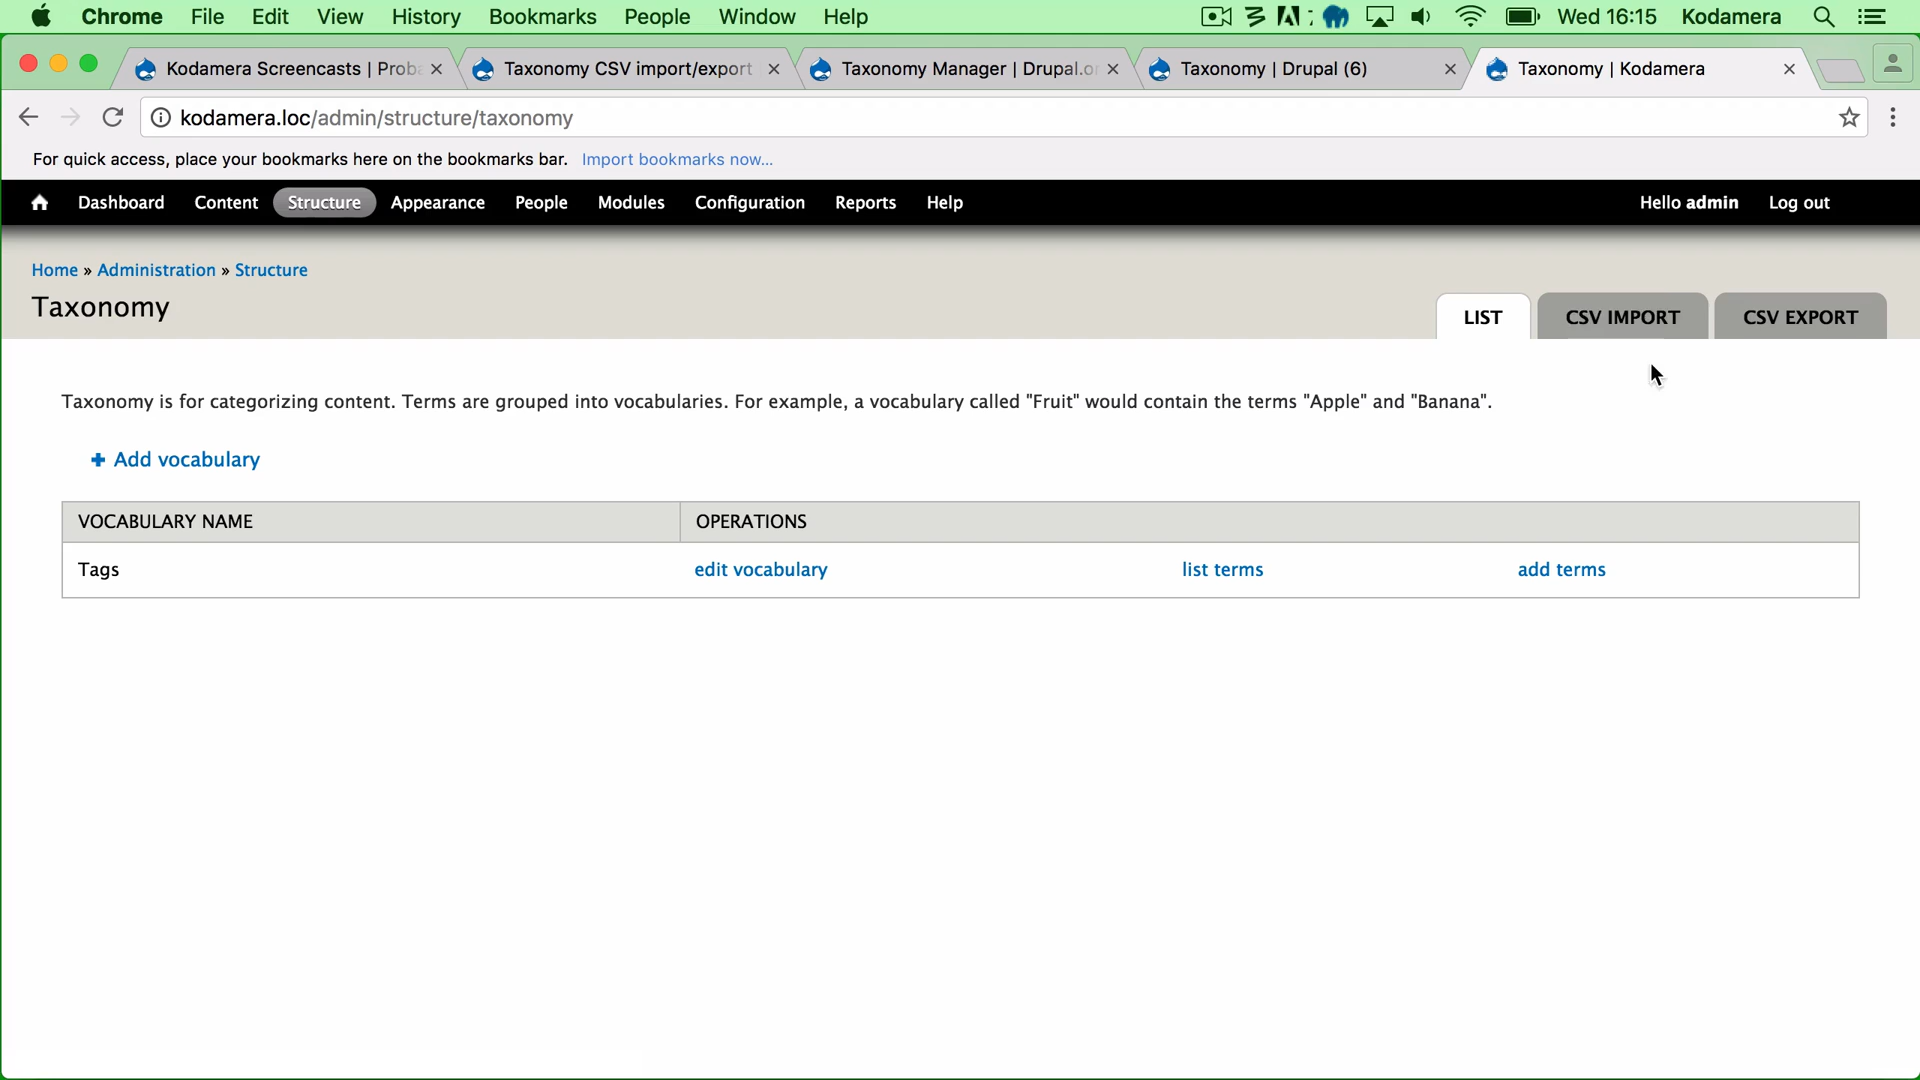 Chrome File Edit View History Bookmarks People Window Help Wed 16:15 Kodamera
Kodamera Screencasts | Proba Taxonomy CSV import/export Taxonomy Manager | Drupal.or Taxonomy | Drupal (6) Taxonomy | Kodamera
kodamera.loc/admin/structure/taxonomy
For quick access, place your bookmarks here on the bookmarks bar. Import bookmarks now...
Dashboard Content Structure Appearance People Modules Configuration Reports Help Hello admin Log out
Home » Administration » Structure
Taxonomy
LIST CSV IMPORT CSV EXPORT
Taxonomy is for categorizing content. Terms are grouped into vocabularies. For example, a vocabulary called "Fruit" would contain the terms "Apple" and "Banana".
+ Add vocabulary
VOCABULARY NAME OPERATIONS
Tags edit vocabulary list terms add terms